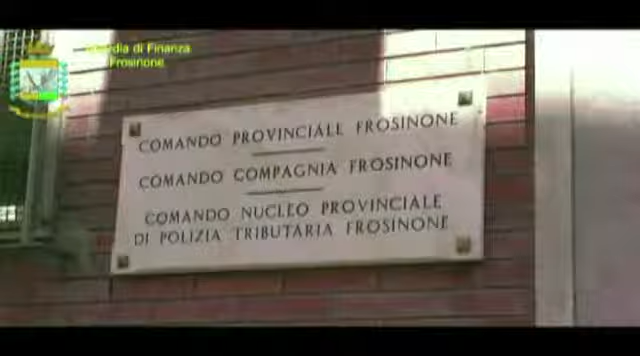 Guardia di Finanza
Frosinone
COMANDO PROVINCIALE FROSINONE
COMANDO COMPAGNIA FROSINONE
COMANDO NUCLEO PROVINCIALE
DI POLIZIA TRIBUTARIA FROSINONE